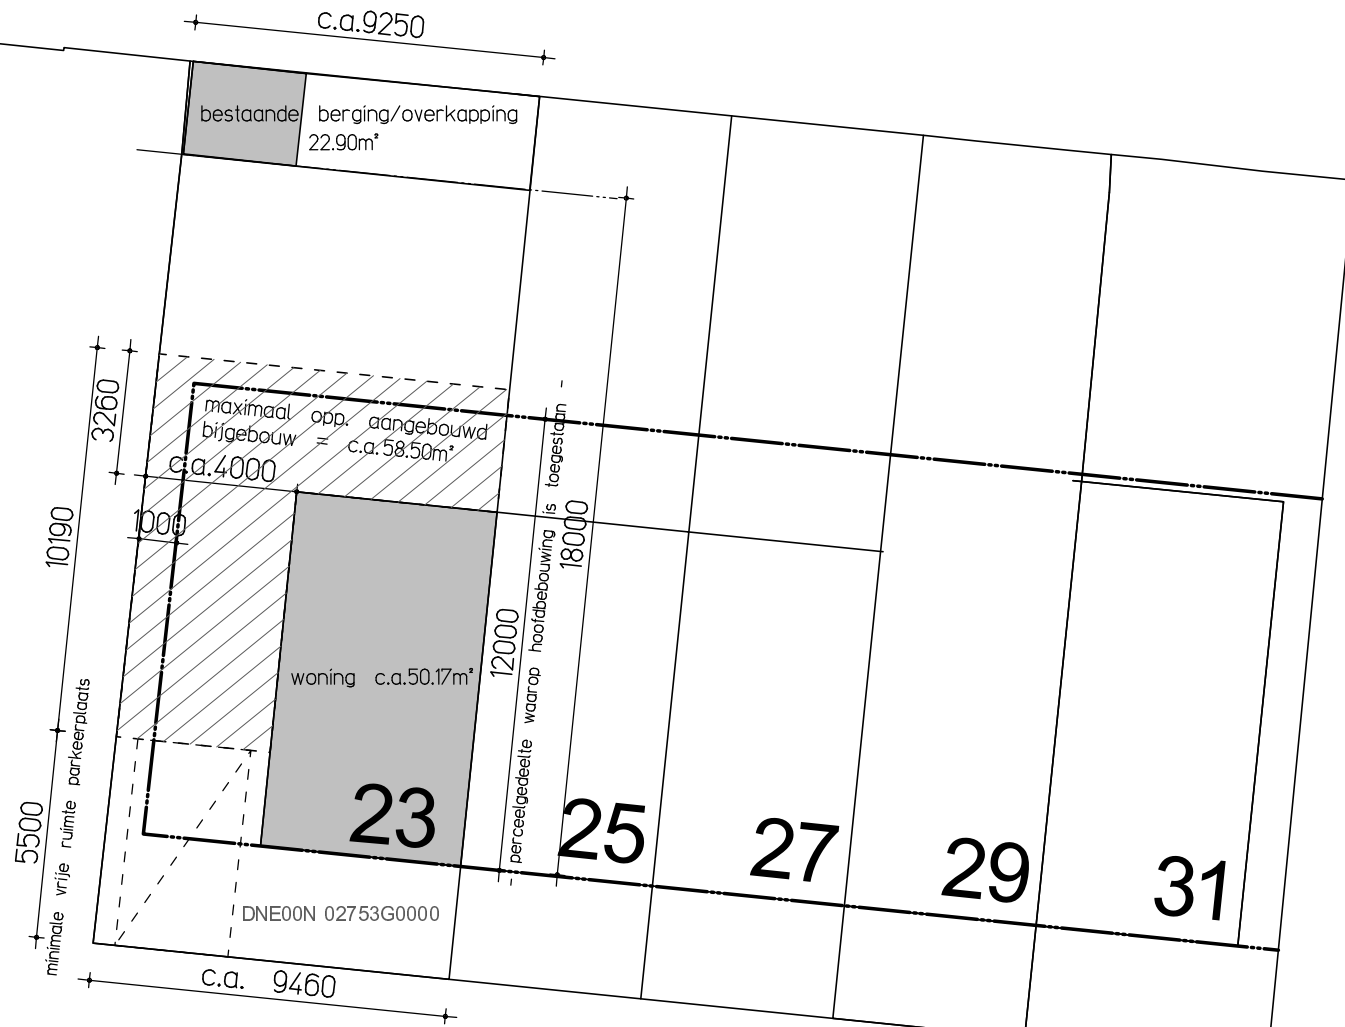 c.a.9250
bestaande berging/overkapping
22.90m²
3260
maximaal opp. aangebouwd
bijgebouw = c.a.58.50m²
c.a.4000
1000
10190
perceelgedeelte waarop hoofdbebouwing is toegestaan
18000
12000
woning c.a.50.17m²
minimale vrije ruimte parkeerplaats
5500
23
25
27
29
31
DNE00N 02753G0000
c.a. 9460